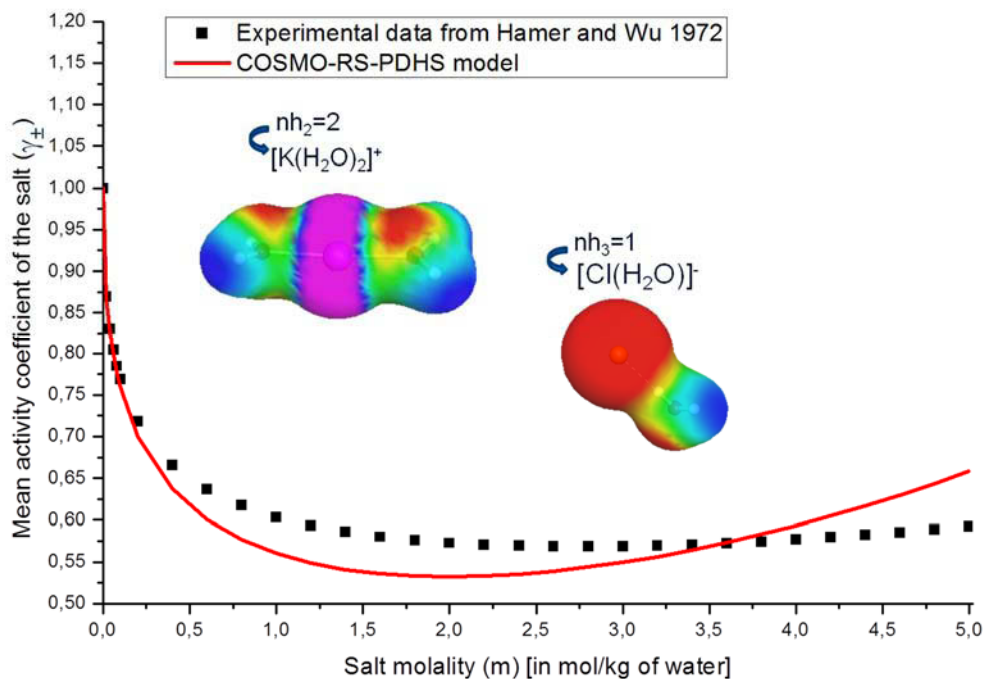 Experimental data from Hamer and Wu 1972
COSMO-RS-PDHS model
nh₂=2
[K(H₂O)₂]⁺
nh₃=1
[Cl(H₂O)]⁻
Mean activity coefficient of the salt (γ±)
1,20
1,15
1,10
1,05
1,00
0,95
0,90
0,85
0,80
0,75
0,70
0,65
0,60
0,55
0,50
0,0 0,5 1,0 1,5 2,0 2,5 3,0 3,5 4,0 4,5 5,0
Salt molality (m) [in mol/kg of water]